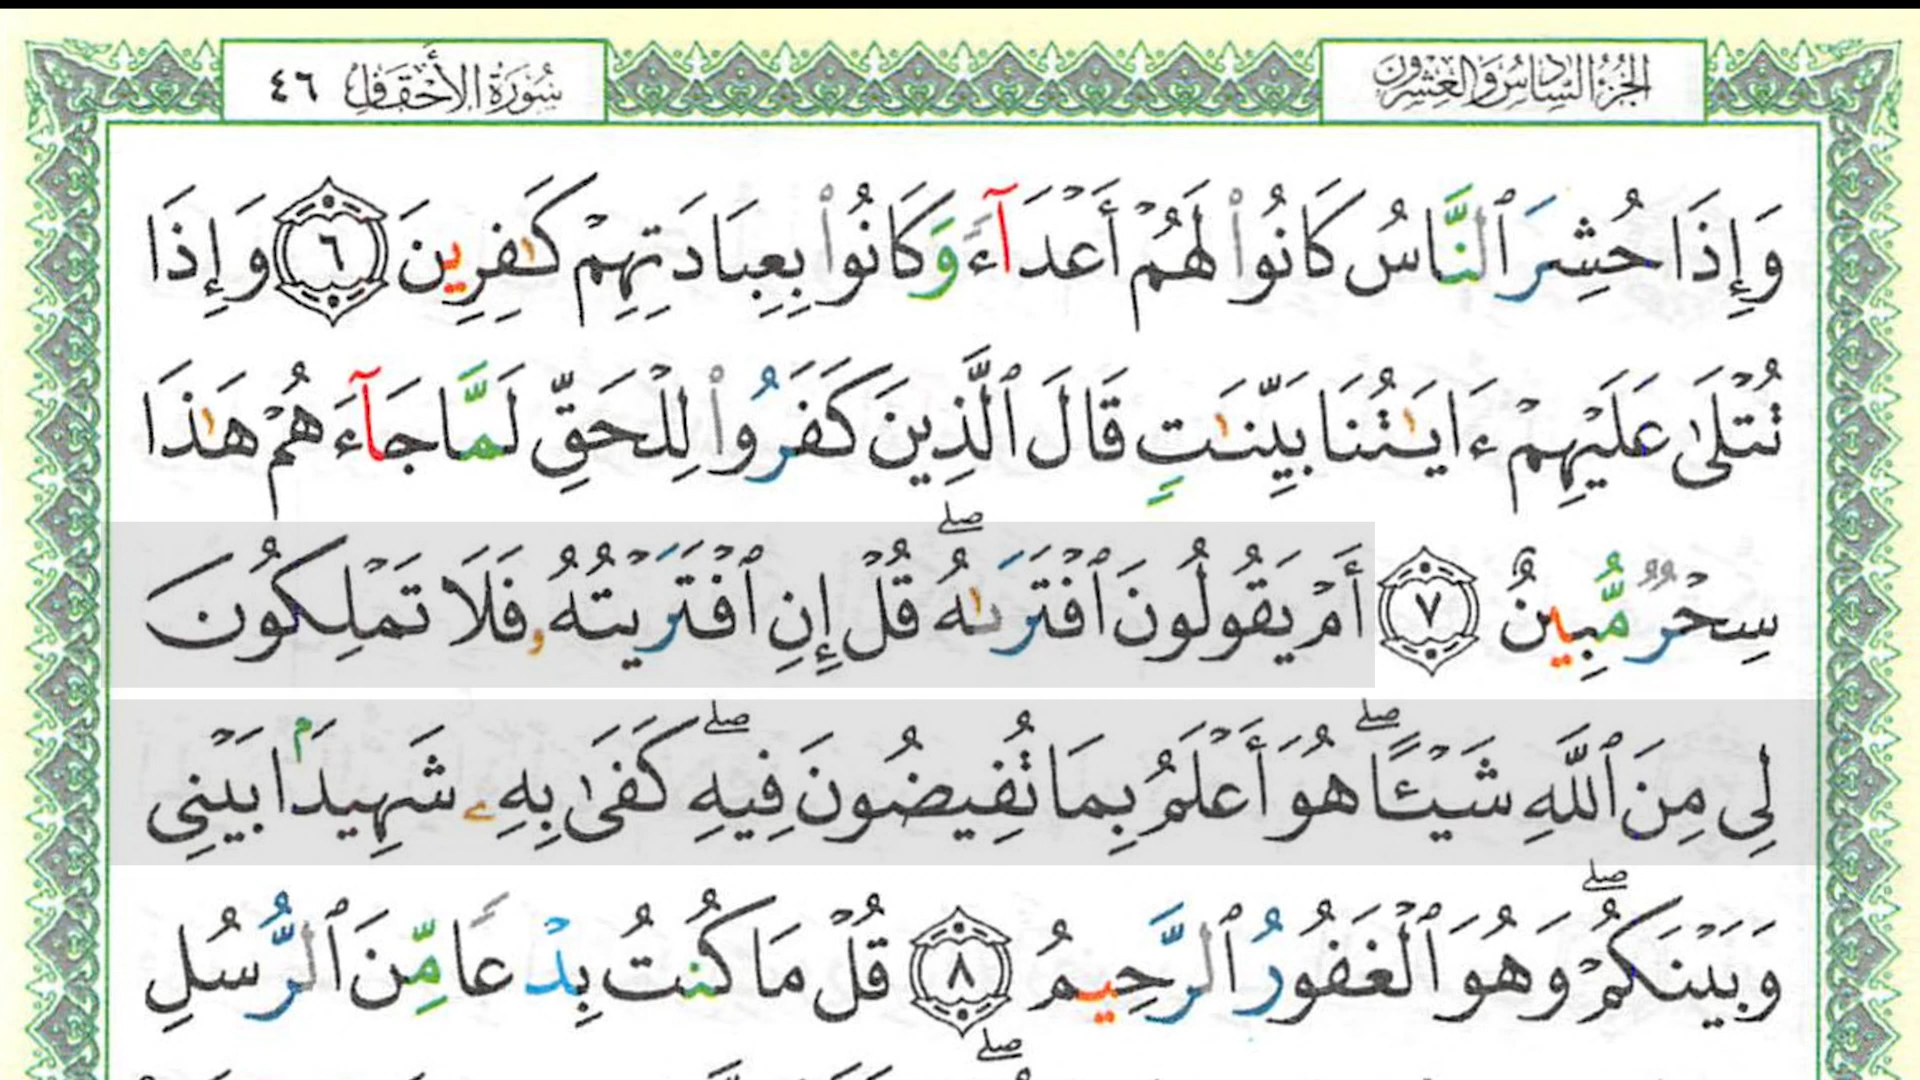 الجزء السادس والعشرون
سورة الأحقاف ٤٦
وَإِذَا حُشِرَ ٱلنَّاسُ كَانُوا۟ لَهُمْ أَعْدَآءً وَكَانُوا۟ بِعِبَادَتِهِمْ كَـٰفِرِينَ ٦ وَإِذَا
تُتْلَىٰ عَلَيْهِمْ ءَايَـٰتُنَا بَيِّنَـٰتٍ قَالَ ٱلَّذِينَ كَفَرُوا۟ لِلْحَقِّ لَمَّا جَآءَهُمْ هَـٰذَا
سِحْرٌ مُّبِينٌ ٧ أَمْ يَقُولُونَ ٱفْتَرَىٰهُ ۖ قُلْ إِنِ ٱفْتَرَيْتُهُۥ فَلَا تَمْلِكُونَ
لِى مِنَ ٱللَّهِ شَيْـًٔا ۖ هُوَ أَعْلَمُ بِمَا تُفِيضُونَ فِيهِ ۖ كَفَىٰ بِهِۦ شَهِيدًۢا بَيْنِى
وَبَيْنَكُمْ ۖ وَهُوَ ٱلْغَفُورُ ٱلرَّحِيمُ ٨ قُلْ مَا كُنتُ بِدْعًا مِّنَ ٱلرُّسُلِ